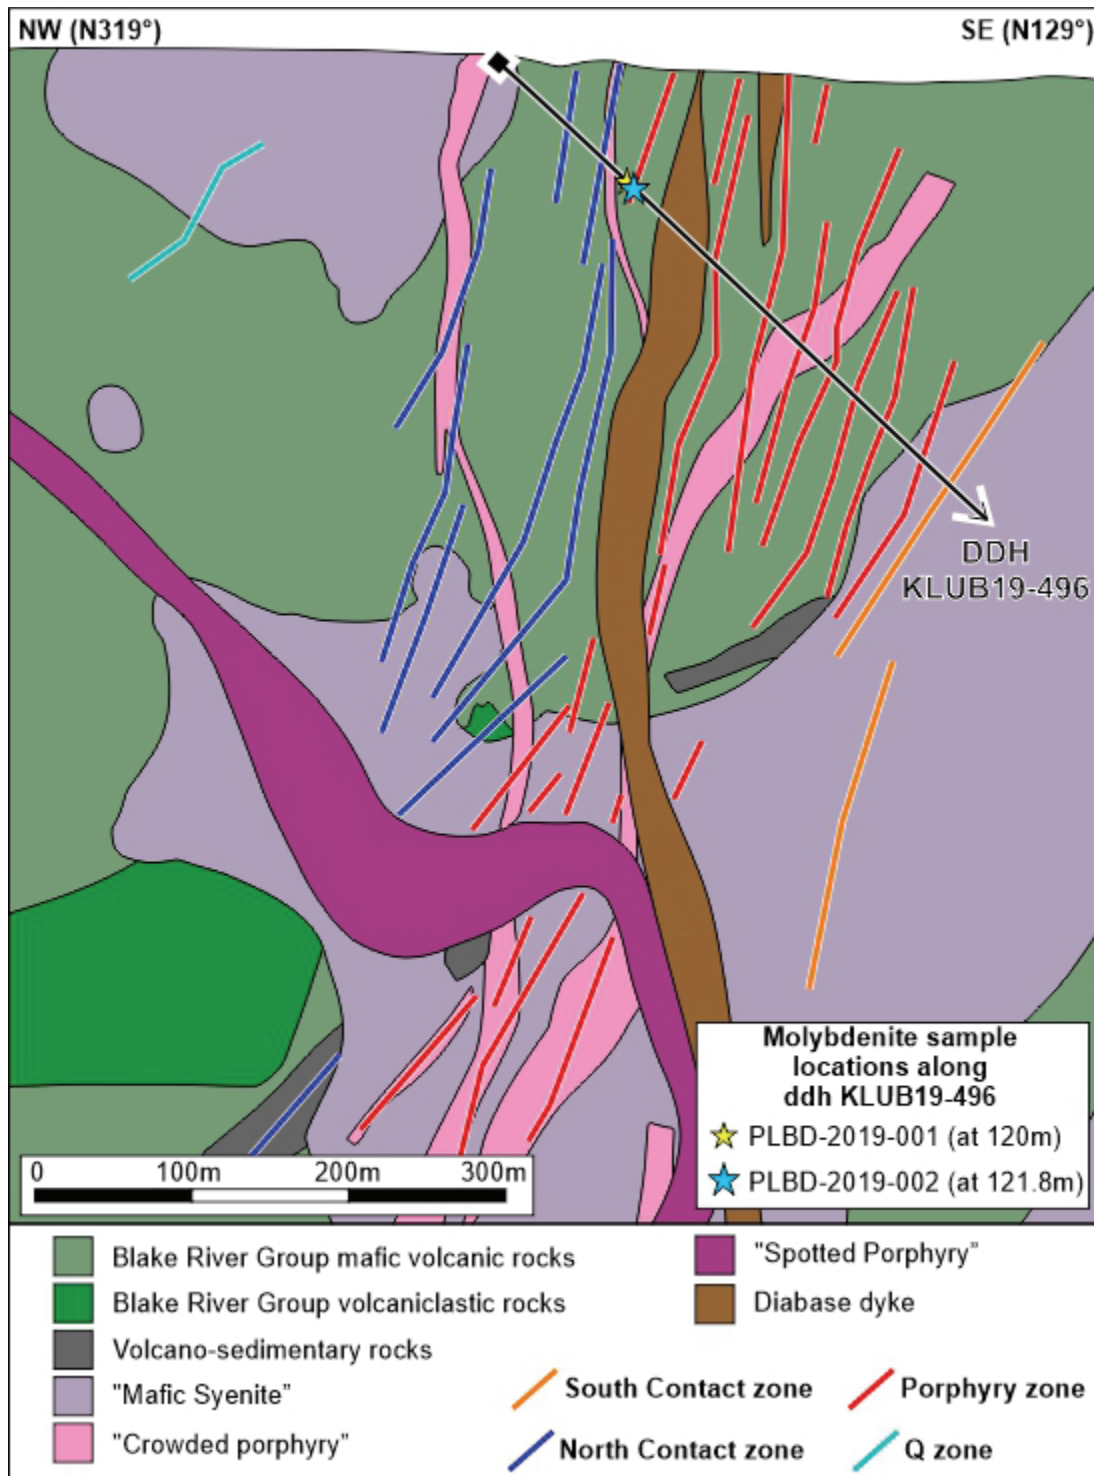 NW (N319°)
SE (N129°)
DDH
KLUB19-496
Molybdenite sample
locations along
ddh KLUB19-496
PLBD-2019-001 (at 120m)
PLBD-2019-002 (at 121.8m)
0 100m 200m 300m
Blake River Group mafic volcanic rocks
Blake River Group volcaniclastic rocks
Volcano-sedimentary rocks
"Mafic Syenite"
"Crowded porphyry"
"Spotted Porphyry"
Diabase dyke
South Contact zone
Porphyry zone
North Contact zone
Q zone